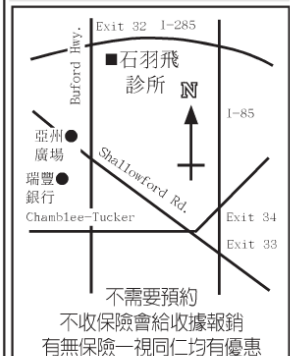 Exit 32 I-285
Buford Hwy.
■石羽飛
診所
N
I-85
亞州●
廣場
瑞豐●
銀行
Shallowford Rd.
Chamblee-Tucker
Exit 34
Exit 33
不需要預約
不收保險會給收據報銷
有無保險一視同仁均有優惠